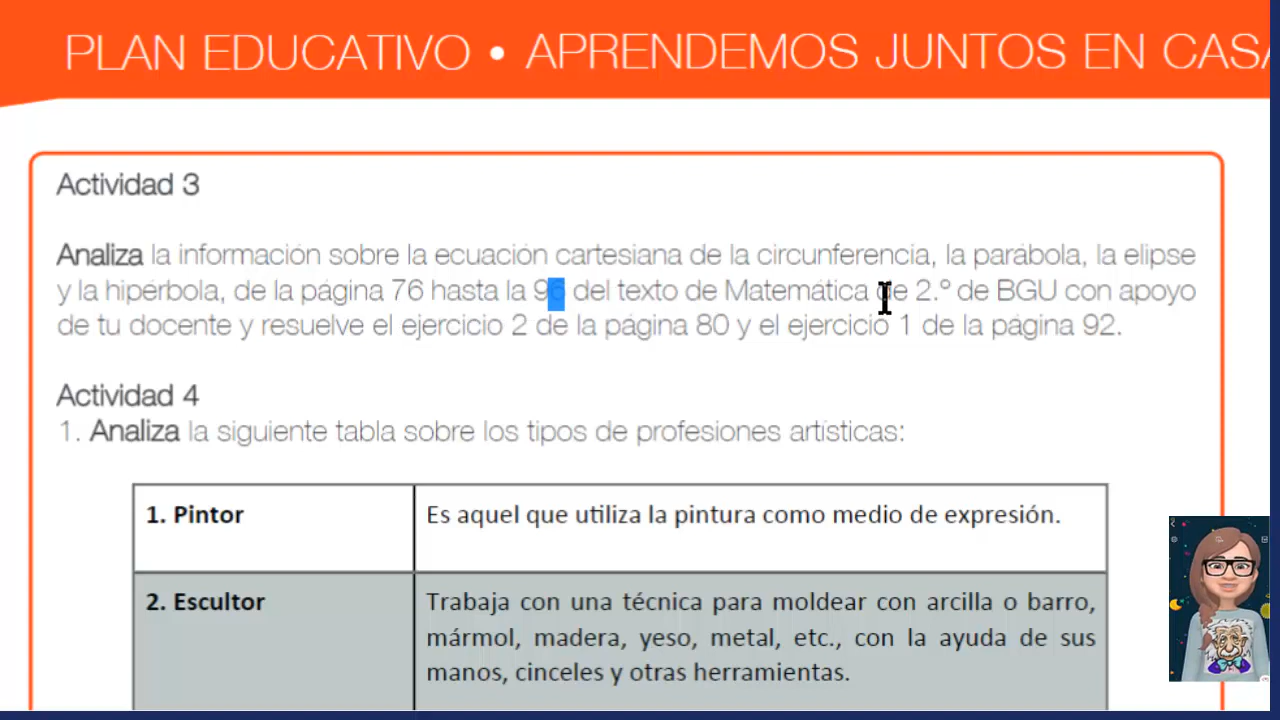 PLAN EDUCATIVO • APRENDEMOS JUNTOS EN CASA
Actividad 3
Analiza la información sobre la ecuación cartesiana de la circunferencia, la parábola, la elipse
y la hipérbola, de la página 76 hasta la 96 del texto de Matemática de 2.º de BGU con apoyo
de tu docente y resuelve el ejercicio 2 de la página 80 y el ejercicio 1 de la página 92.
Actividad 4
1. Analiza la siguiente tabla sobre los tipos de profesiones artísticas:
1. Pintor
Es aquel que utiliza la pintura como medio de expresión.
2. Escultor
Trabaja con una técnica para moldear con arcilla o barro,
mármol, madera, yeso, metal, etc., con la ayuda de sus
manos, cinceles y otras herramientas.